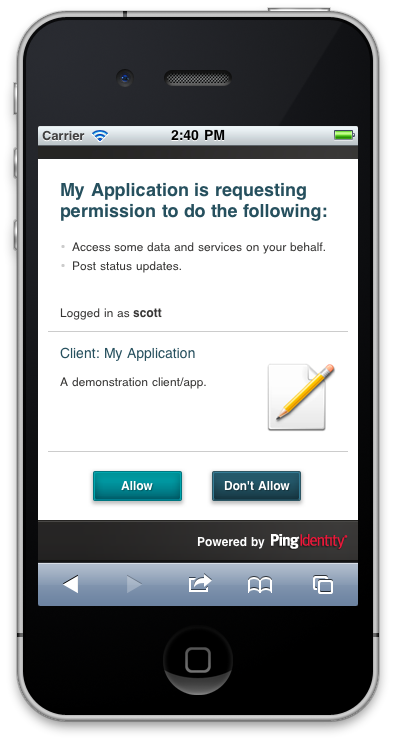 Carrier 2:40 PM
My Application is requesting
permission to do the following:
Access some data and services on your behalf.
Post status updates.
Logged in as scott
Client: My Application
A demonstration client/app.
Allow Don't Allow
Powered by PingIdentity